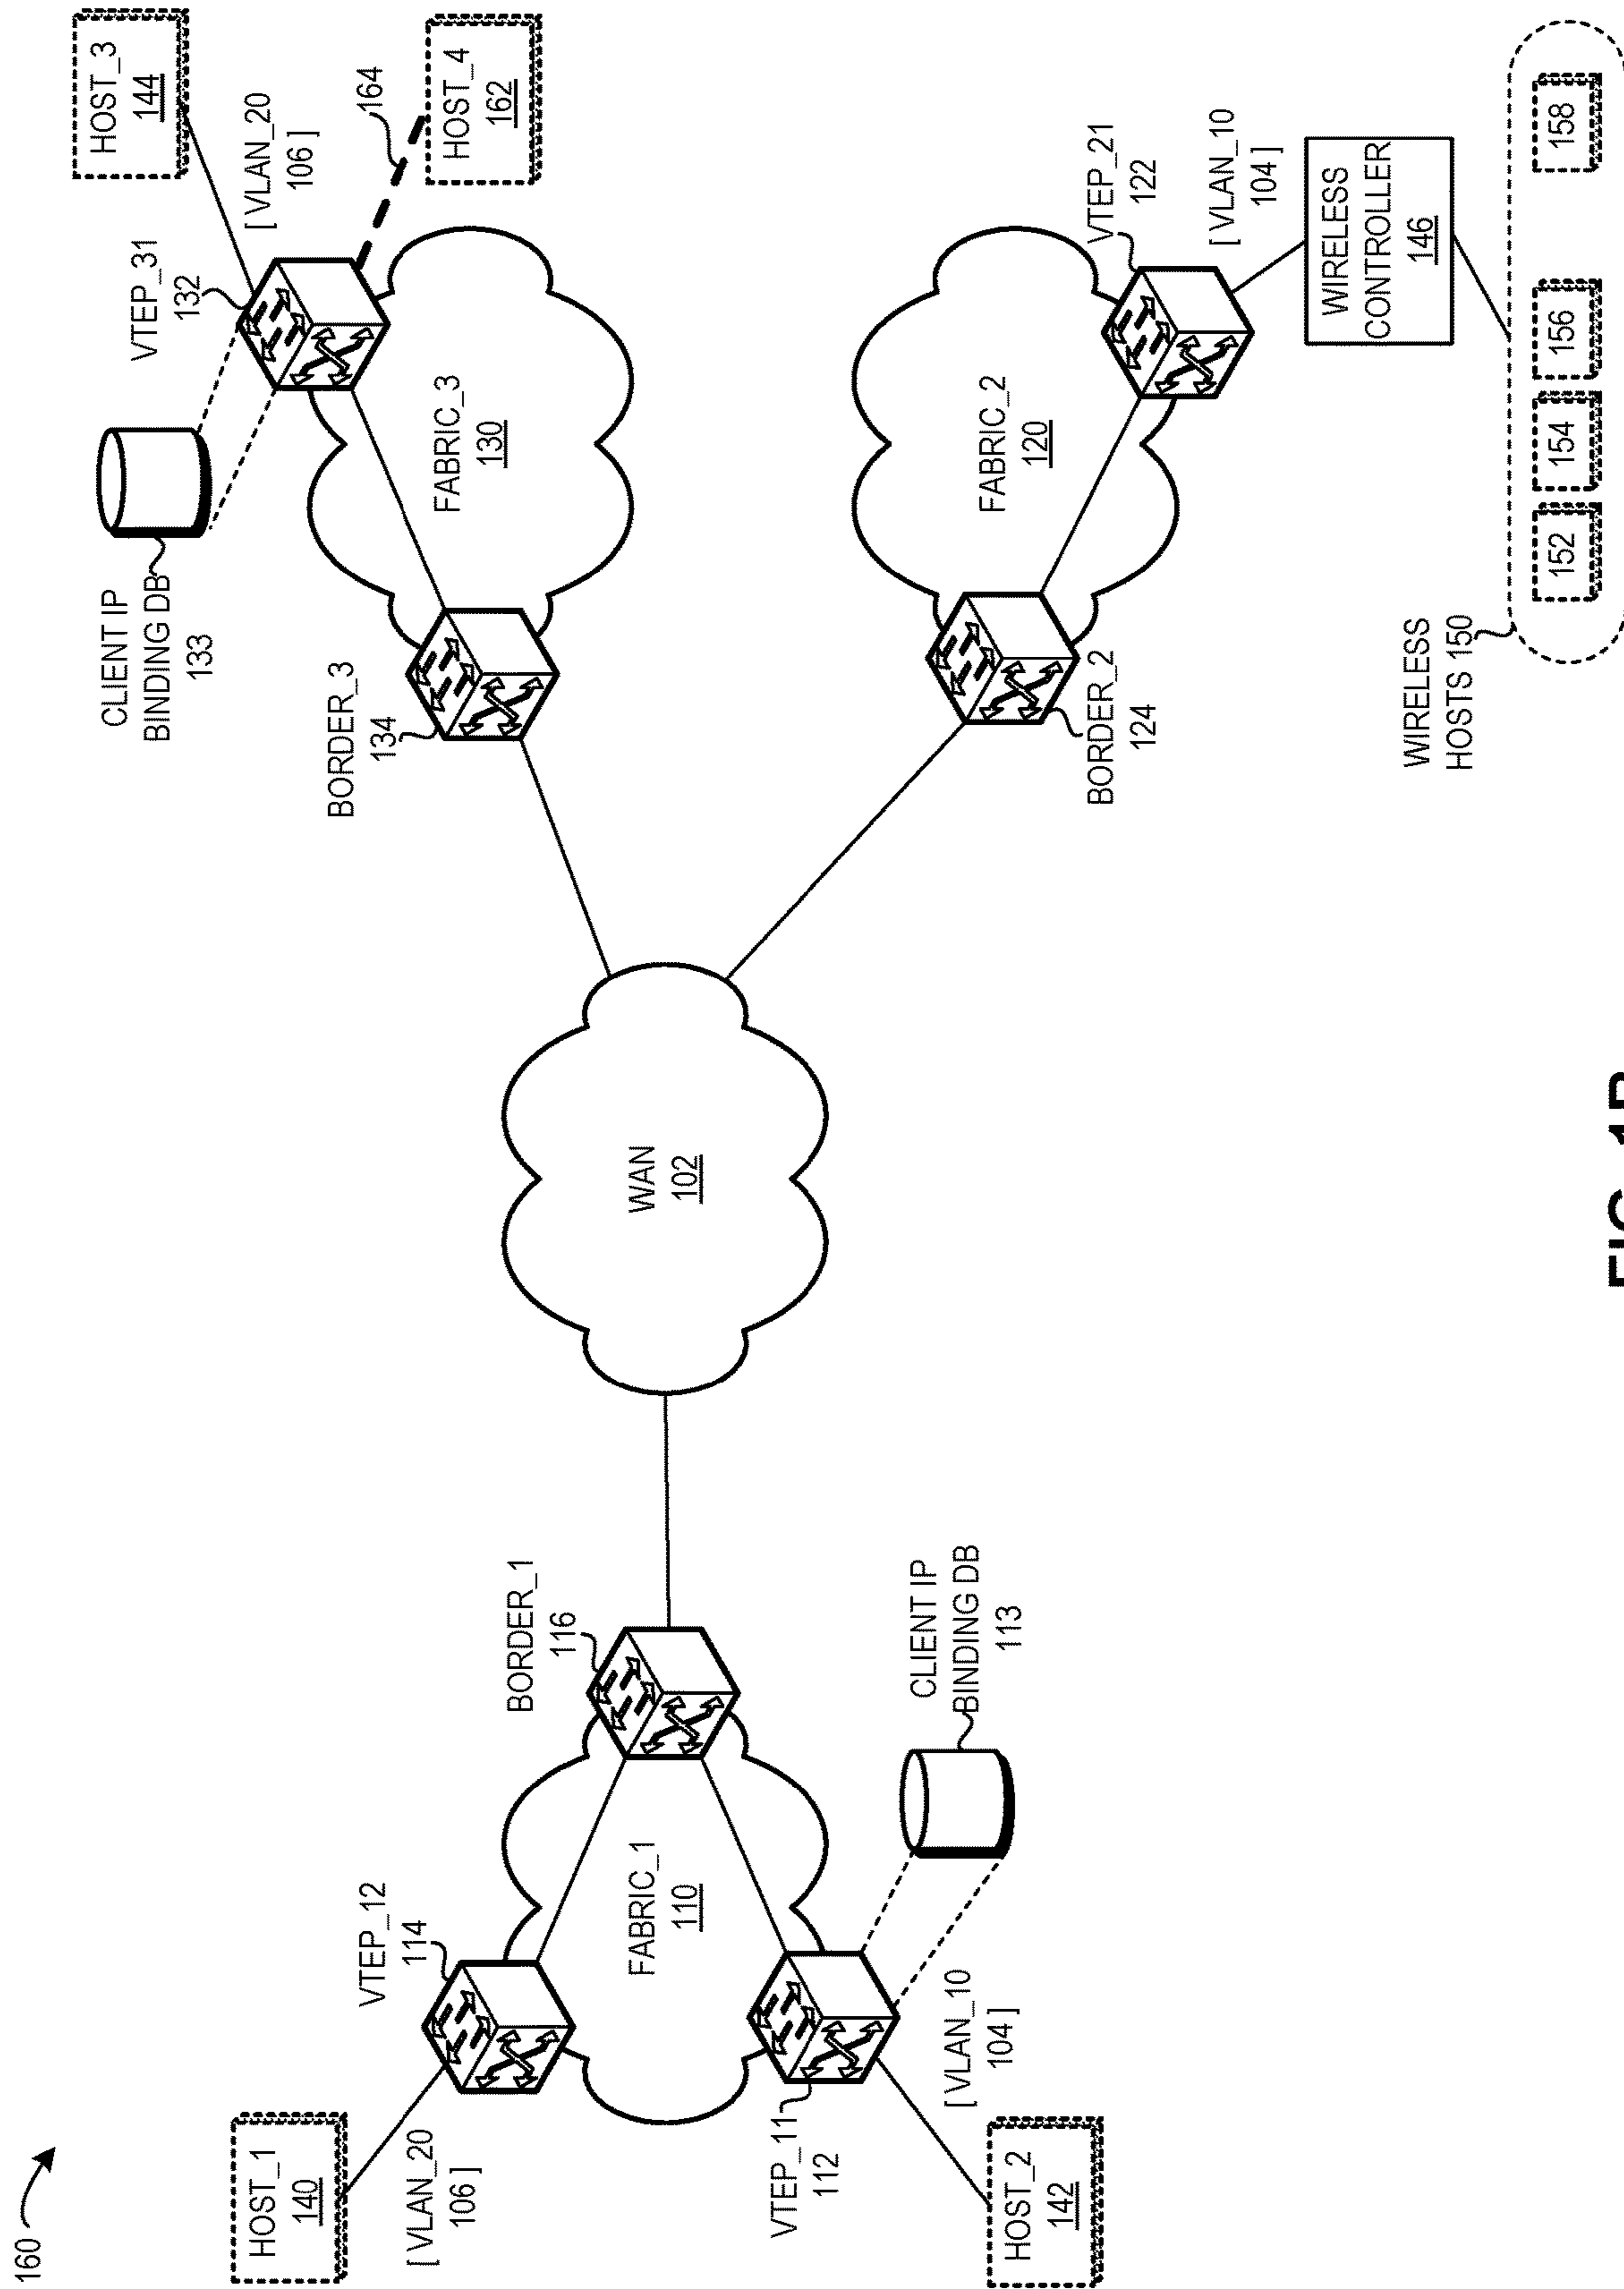 160
HOST_1
140
[ VLAN_20
106 ]
VTEP_12
114
FABRIC_1
110
VTEP_11
112
[ VLAN_10
104 ]
HOST_2
142
CLIENT IP
BINDING DB
113
BORDER_1
116
WAN
102
CLIENT IP
BINDING DB
133
BORDER_3
134
FABRIC_3
130
VTEP_31
132
[ VLAN_20
106 ]
HOST_3
144
164
HOST_4
162
BORDER_2
124
FABRIC_2
120
VTEP_21
122
[ VLAN_10
104 ]
WIRELESS
CONTROLLER
146
WIRELESS
HOSTS 150
152
154
156
158
FIG